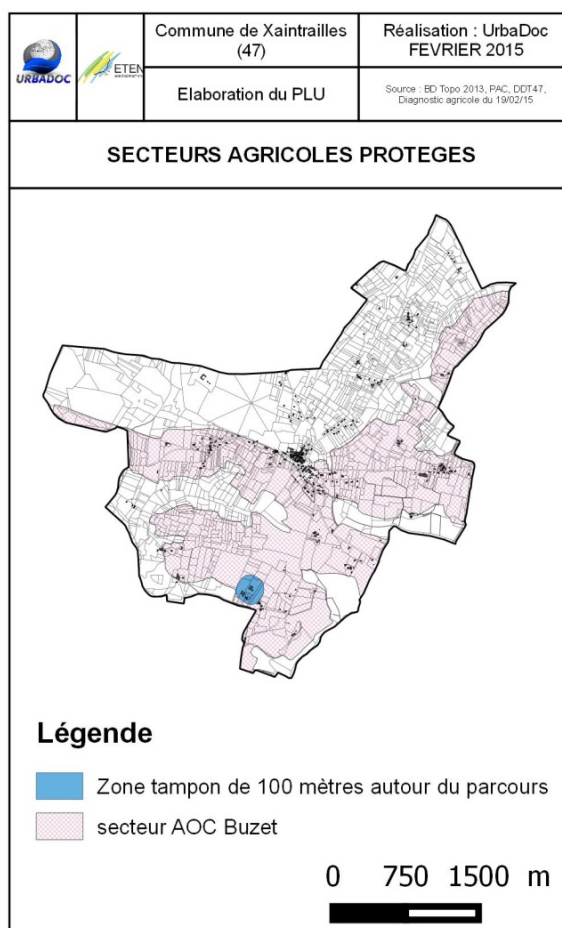 URBADOC
ETEN
Commune de Xaintrailles
(47)
Réalisation : UrbaDoc
FEVRIER 2015
Elaboration du PLU
Source : BD Topo 2013, PAC, DDT47,
Diagnostic agricole du 19/02/15
SECTEURS AGRICOLES PROTEGES
Légende
Zone tampon de 100 mètres autour du parcours
secteur AOC Buzet
0 750 1500 m